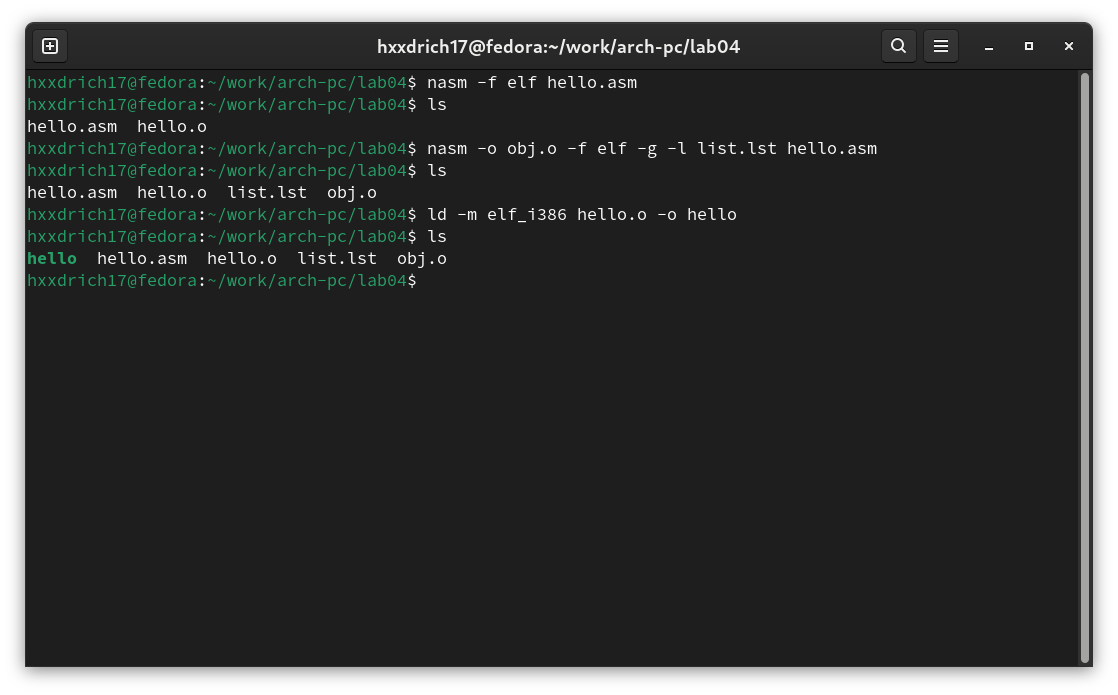 hxxdrich17@fedora:~/work/arch-pc/lab04
hxxdrich17@fedora:~/work/arch-pc/lab04$ nasm -f elf hello.asm
hxxdrich17@fedora:~/work/arch-pc/lab04$ ls
hello.asm  hello.o
hxxdrich17@fedora:~/work/arch-pc/lab04$ nasm -o obj.o -f elf -g -l list.lst hello.asm
hxxdrich17@fedora:~/work/arch-pc/lab04$ ls
hello.asm  hello.o  list.lst  obj.o
hxxdrich17@fedora:~/work/arch-pc/lab04$ ld -m elf_i386 hello.o -o hello
hxxdrich17@fedora:~/work/arch-pc/lab04$ ls
hello  hello.asm  hello.o  list.lst  obj.o
hxxdrich17@fedora:~/work/arch-pc/lab04$